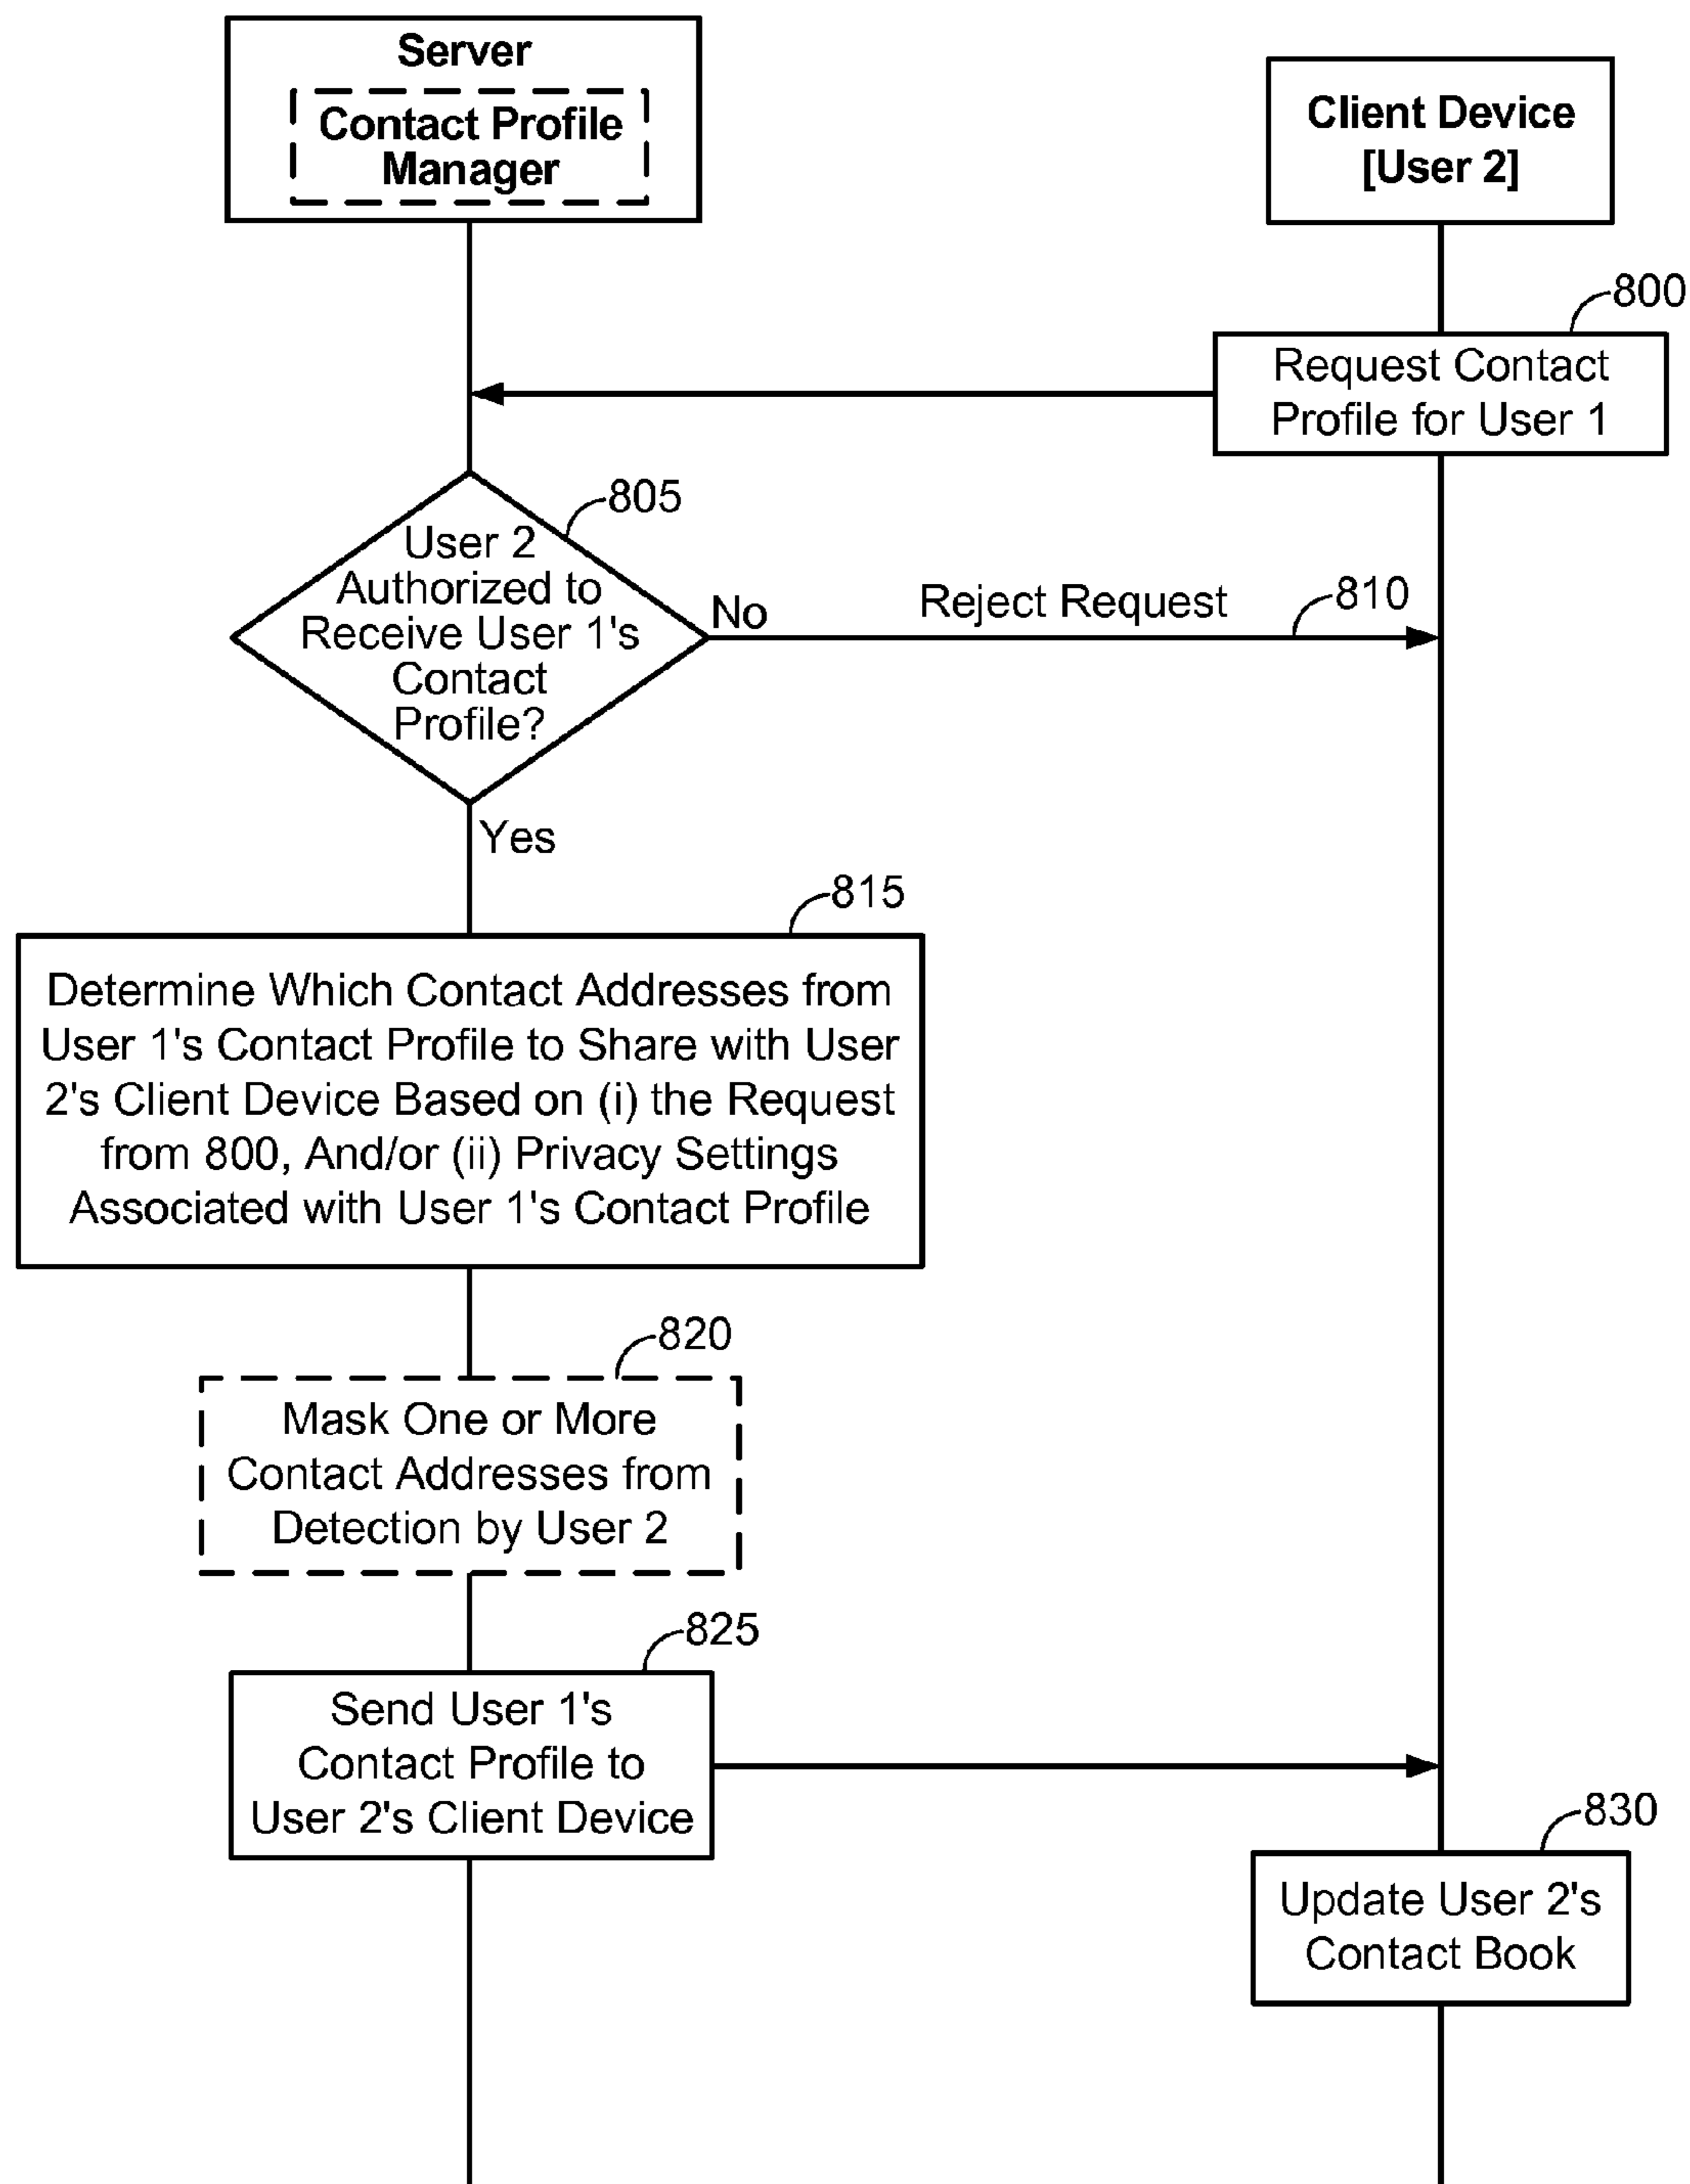 Server
Contact Profile
Manager
Client Device
[User 2]
800
Request Contact
Profile for User 1
805
User 2
Authorized to
Receive User 1's
Contact
Profile?
No
Reject Request
810
Yes
815
Determine Which Contact Addresses from
User 1's Contact Profile to Share with User
2's Client Device Based on (i) the Request
from 800, And/or (ii) Privacy Settings
Associated with User 1's Contact Profile
820
Mask One or More
Contact Addresses from
Detection by User 2
825
Send User 1's
Contact Profile to
User 2's Client Device
830
Update User 2's
Contact Book